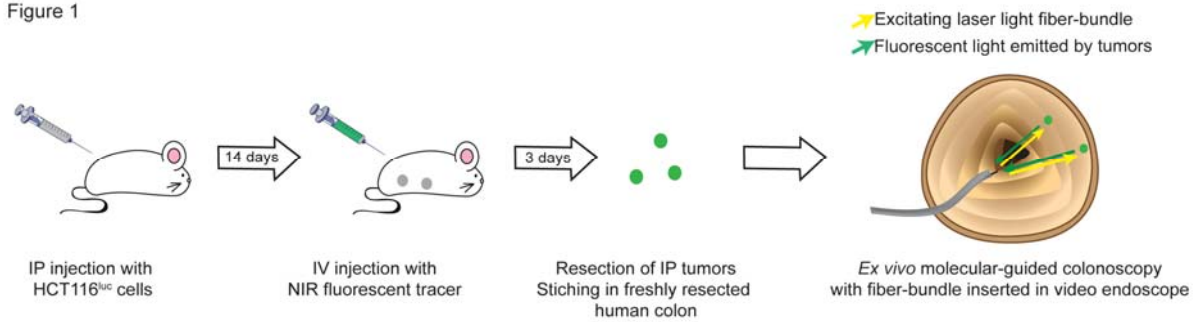 Figure 1
Excitating laser light fiber-bundle
Fluorescent light emitted by tumors
14 days
3 days
IP injection with
HCT116luc cells
IV injection with
NIR fluorescent tracer
Resection of IP tumors
Stiching in freshly resected
human colon
Ex vivo molecular-guided colonoscopy
with fiber-bundle inserted in video endoscope